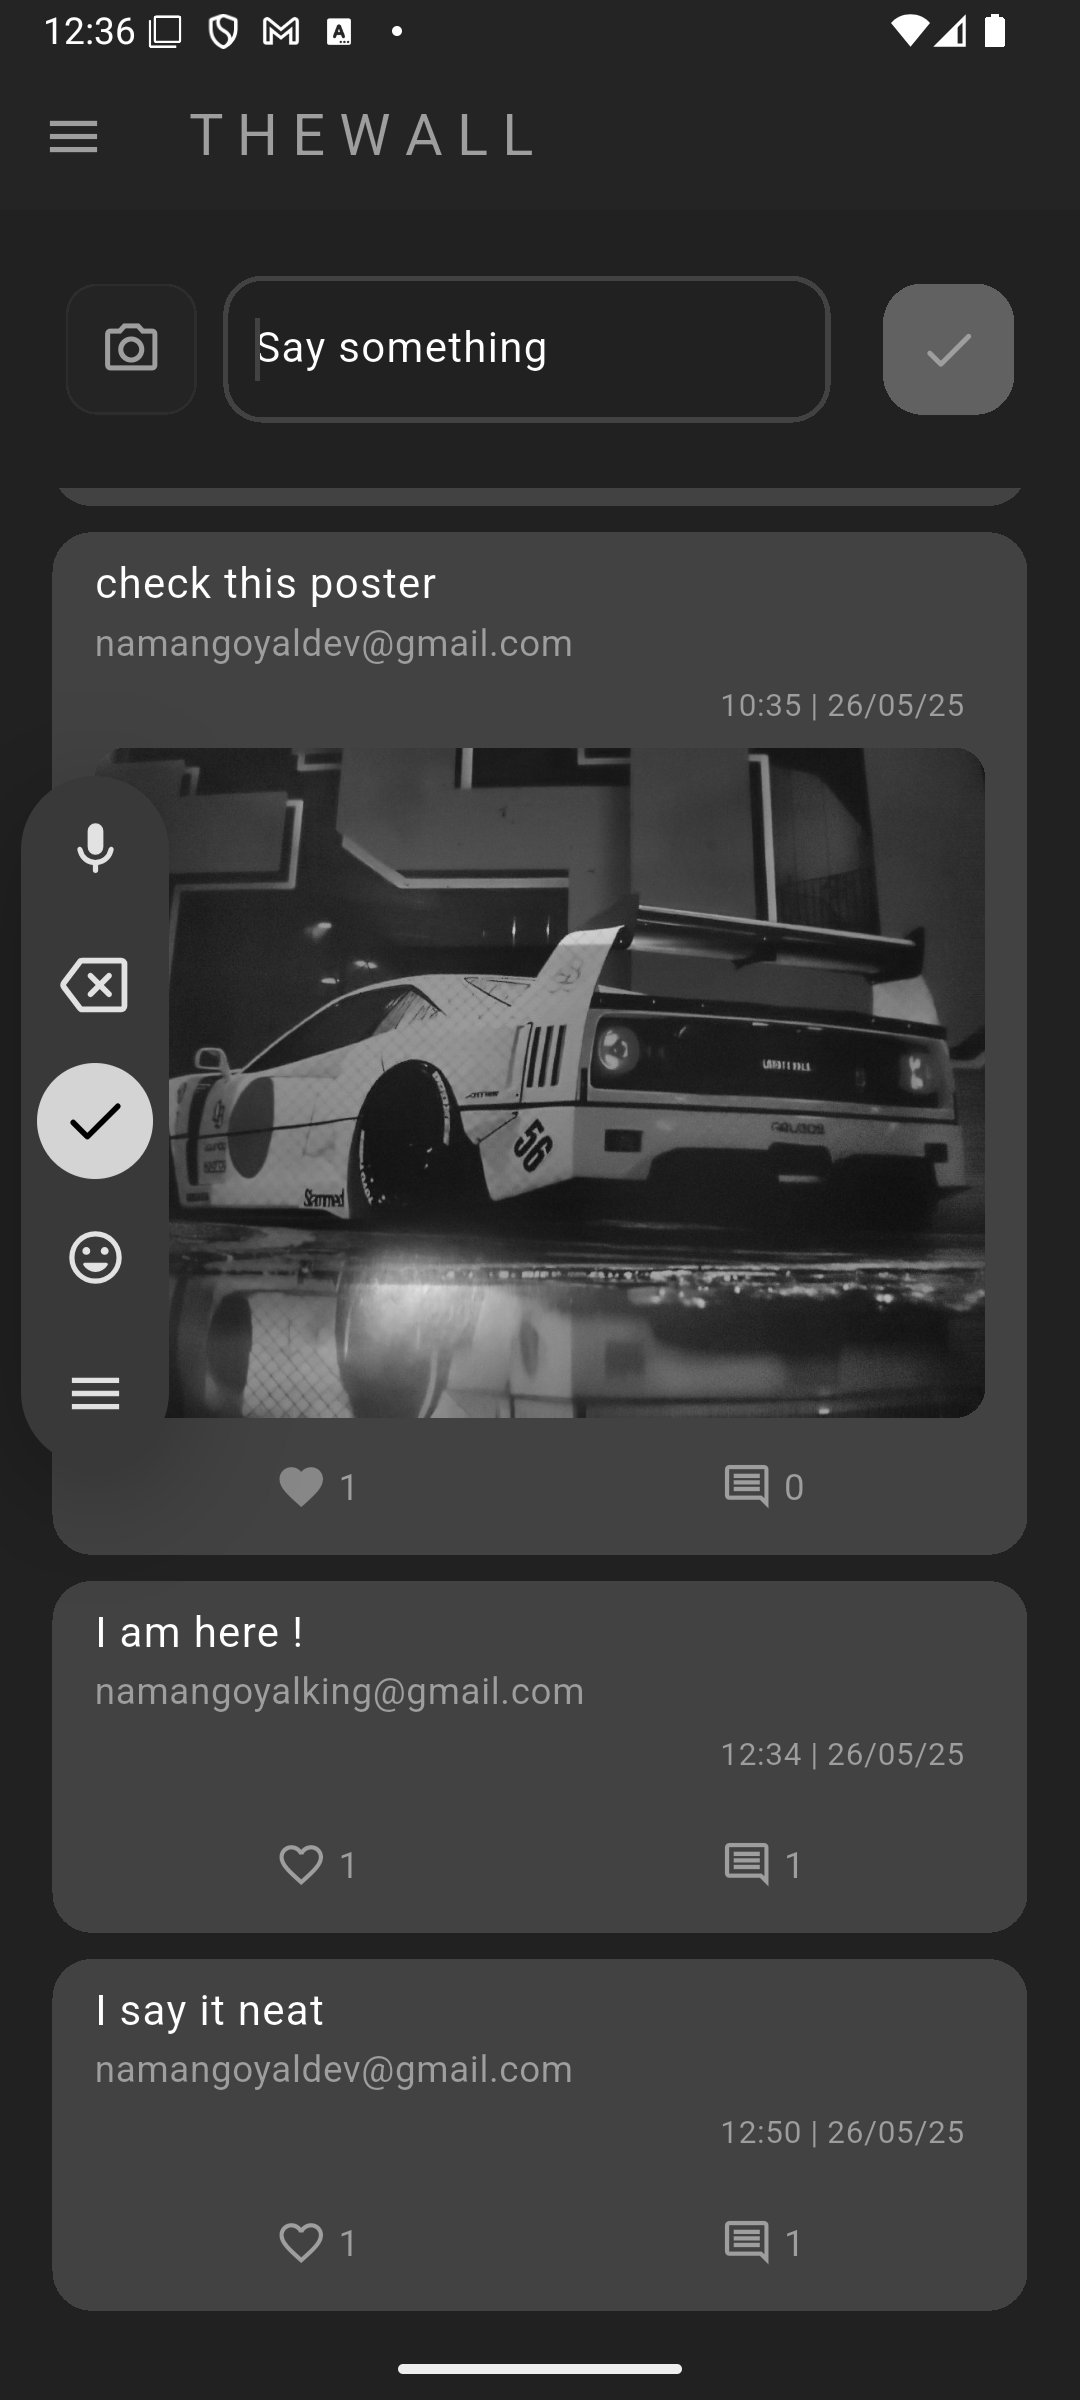 12:36
THEWALL
Say something
check this poster
namangoyaldev@gmail.com
10:35 | 26/05/25
56
Slammed
1
0
I am here !
namangoyalking@gmail.com
12:34 | 26/05/25
1
1
I say it neat
namangoyaldev@gmail.com
12:50 | 26/05/25
1
1